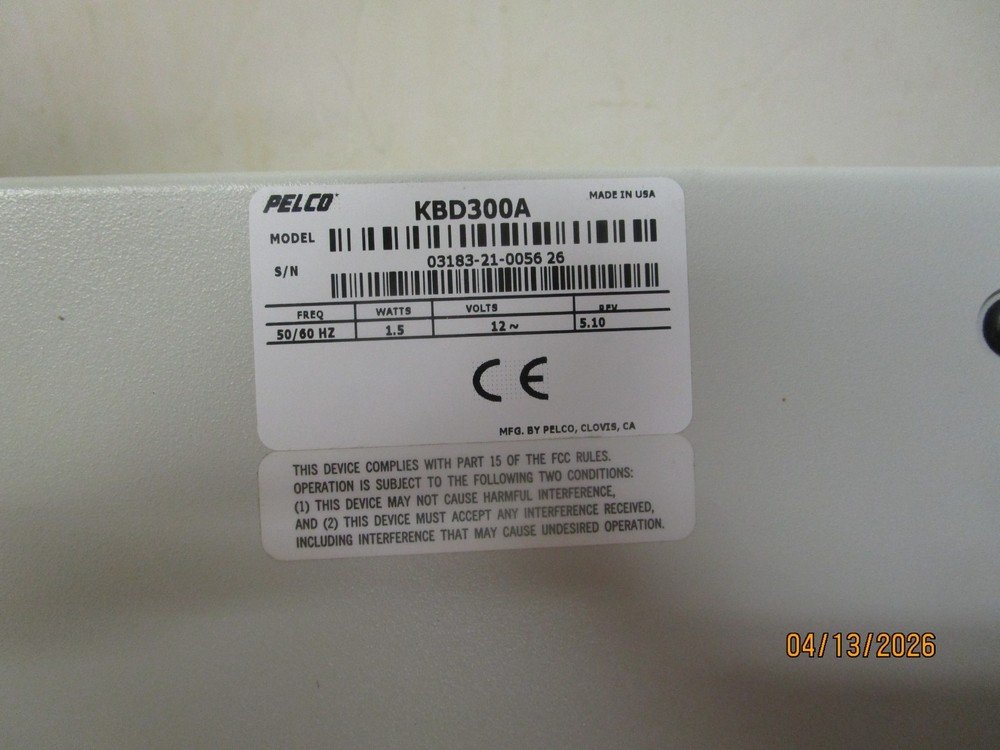 PELCO
KBD300A
MADE IN USA
MODEL
03183-21-0056 26
S/N
FREQ WATTS VOLTS REV
50/60 HZ 1.5 12 ~ 5.10
CE
MFG. BY PELCO, CLOVIS, CA
THIS DEVICE COMPLIES WITH PART 15 OF THE FCC RULES.
OPERATION IS SUBJECT TO THE FOLLOWING TWO CONDITIONS:
(1) THIS DEVICE MAY NOT CAUSE HARMFUL INTERFERENCE,
AND (2) THIS DEVICE MUST ACCEPT ANY INTERFERENCE RECEIVED,
INCLUDING INTERFERENCE THAT MAY CAUSE UNDESIRED OPERATION.
04/13/2026